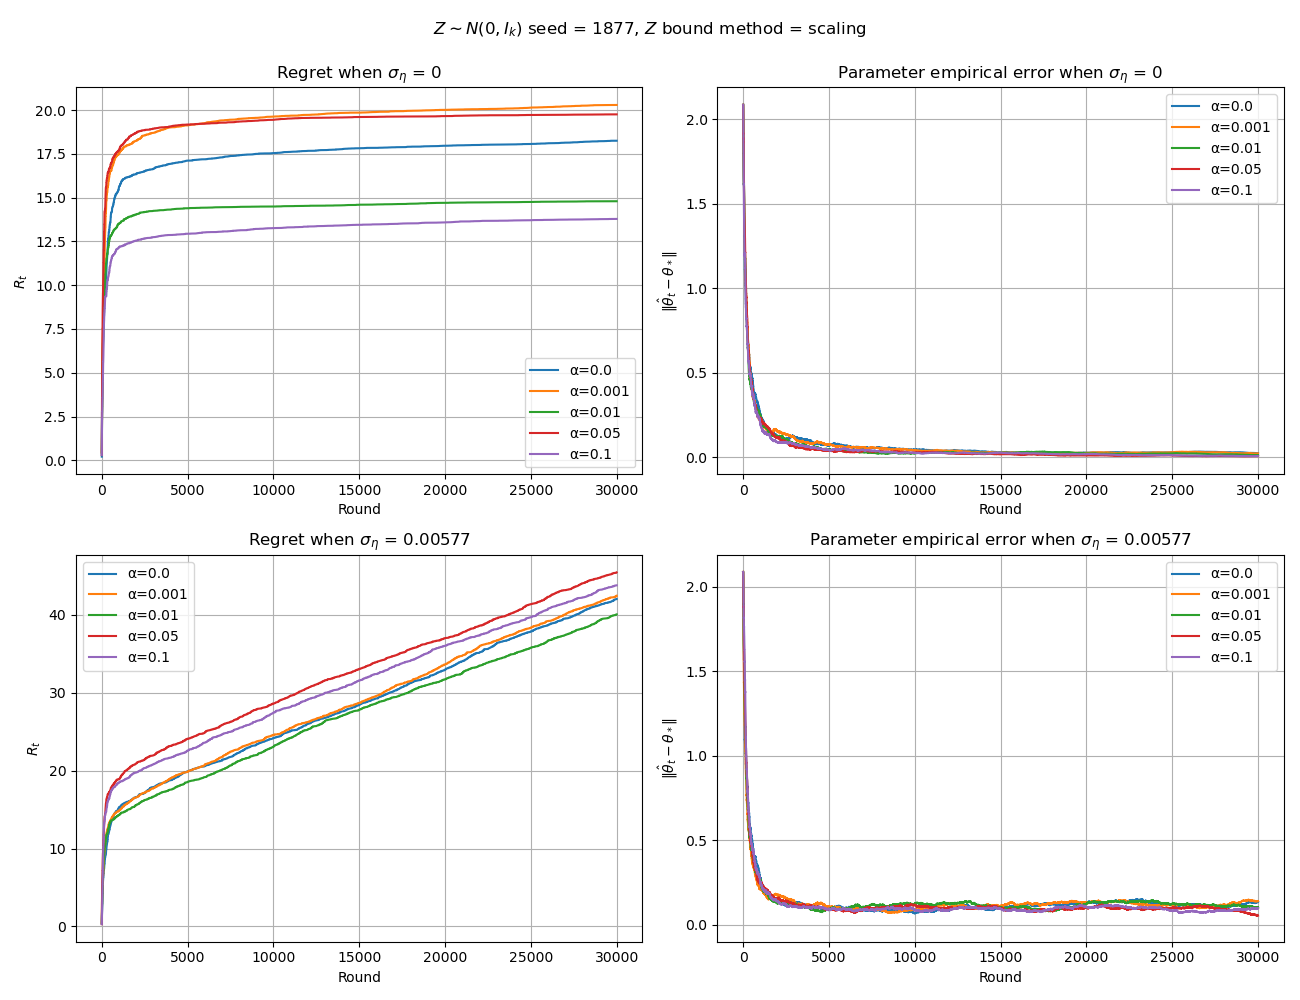 Z ∼ N(0, I_k) seed = 1877, Z bound method = scaling
Regret when σ_η = 0
R_t
20.0
17.5
15.0
12.5
10.0
7.5
5.0
2.5
0.0
α=0.0
α=0.001
α=0.01
α=0.05
α=0.1
0 5000 10000 15000 20000 25000 30000
Round
Parameter empirical error when σ_η = 0
‖θ̂_t − θ_*‖
2.0
1.5
1.0
0.5
0.0
α=0.0
α=0.001
α=0.01
α=0.05
α=0.1
0 5000 10000 15000 20000 25000 30000
Round
Regret when σ_η = 0.00577
R_t
40
30
20
10
0
α=0.0
α=0.001
α=0.01
α=0.05
α=0.1
0 5000 10000 15000 20000 25000 30000
Round
Parameter empirical error when σ_η = 0.00577
‖θ̂_t − θ_*‖
2.0
1.5
1.0
0.5
0.0
α=0.0
α=0.001
α=0.01
α=0.05
α=0.1
0 5000 10000 15000 20000 25000 30000
Round